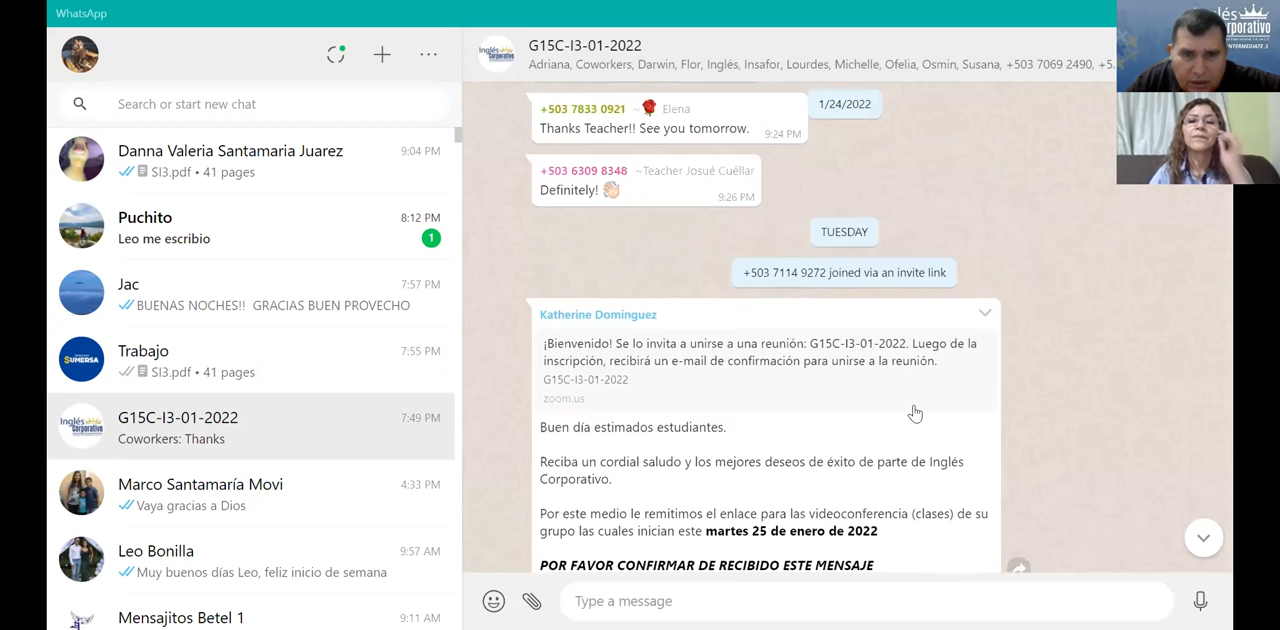 WhatsApp
Search or start new chat
Danna Valeria Santamaria Juarez
9:04 PM
SI3.pdf • 41 pages
Puchito
8:12 PM
Leo me escribio
1
Jac
7:57 PM
BUENAS NOCHES!! GRACIAS BUEN PROVECHO
Trabajo
7:55 PM
SUMERSA
SI3.pdf • 41 pages
G15C-I3-01-2022
7:49 PM
Inglés
Corporativo
Coworkers: Thanks
Marco Santamaría Movi
4:33 PM
Vaya gracias a Dios
Leo Bonilla
9:57 AM
Muy buenos días Leo, feliz inicio de semana
Mensajitos Betel 1
9:11 AM
Inglés
Corporativo
G15C-I3-01-2022
Adriana, Coworkers, Darwin, Flor, Inglés, Insafor, Lourdes, Michelle, Ofelia, Osmin, Susana, +503 7069 2490, +5...
1/24/2022
+503 7833 0921 ~🌹 Elena
Thanks Teacher!! See you tomorrow.
9:24 PM
+503 6309 8348 ~Teacher Josué Cuéllar
Definitely! 👋🏻
9:26 PM
TUESDAY
+503 7114 9272 joined via an invite link
Katherine Dominguez
¡Bienvenido! Se lo invita a unirse a una reunión: G15C-I3-01-2022. Luego de la
inscripción, recibirá un e-mail de confirmación para unirse a la reunión.
G15C-I3-01-2022
zoom.us
Buen día estimados estudiantes.
Reciba un cordial saludo y los mejores deseos de éxito de parte de Inglés
Corporativo.
Por este medio le remitimos el enlace para las videoconferencia (clases) de su
grupo las cuales inician este martes 25 de enero de 2022
POR FAVOR CONFIRMAR DE RECIBIDO ESTE MENSAJE
Type a message